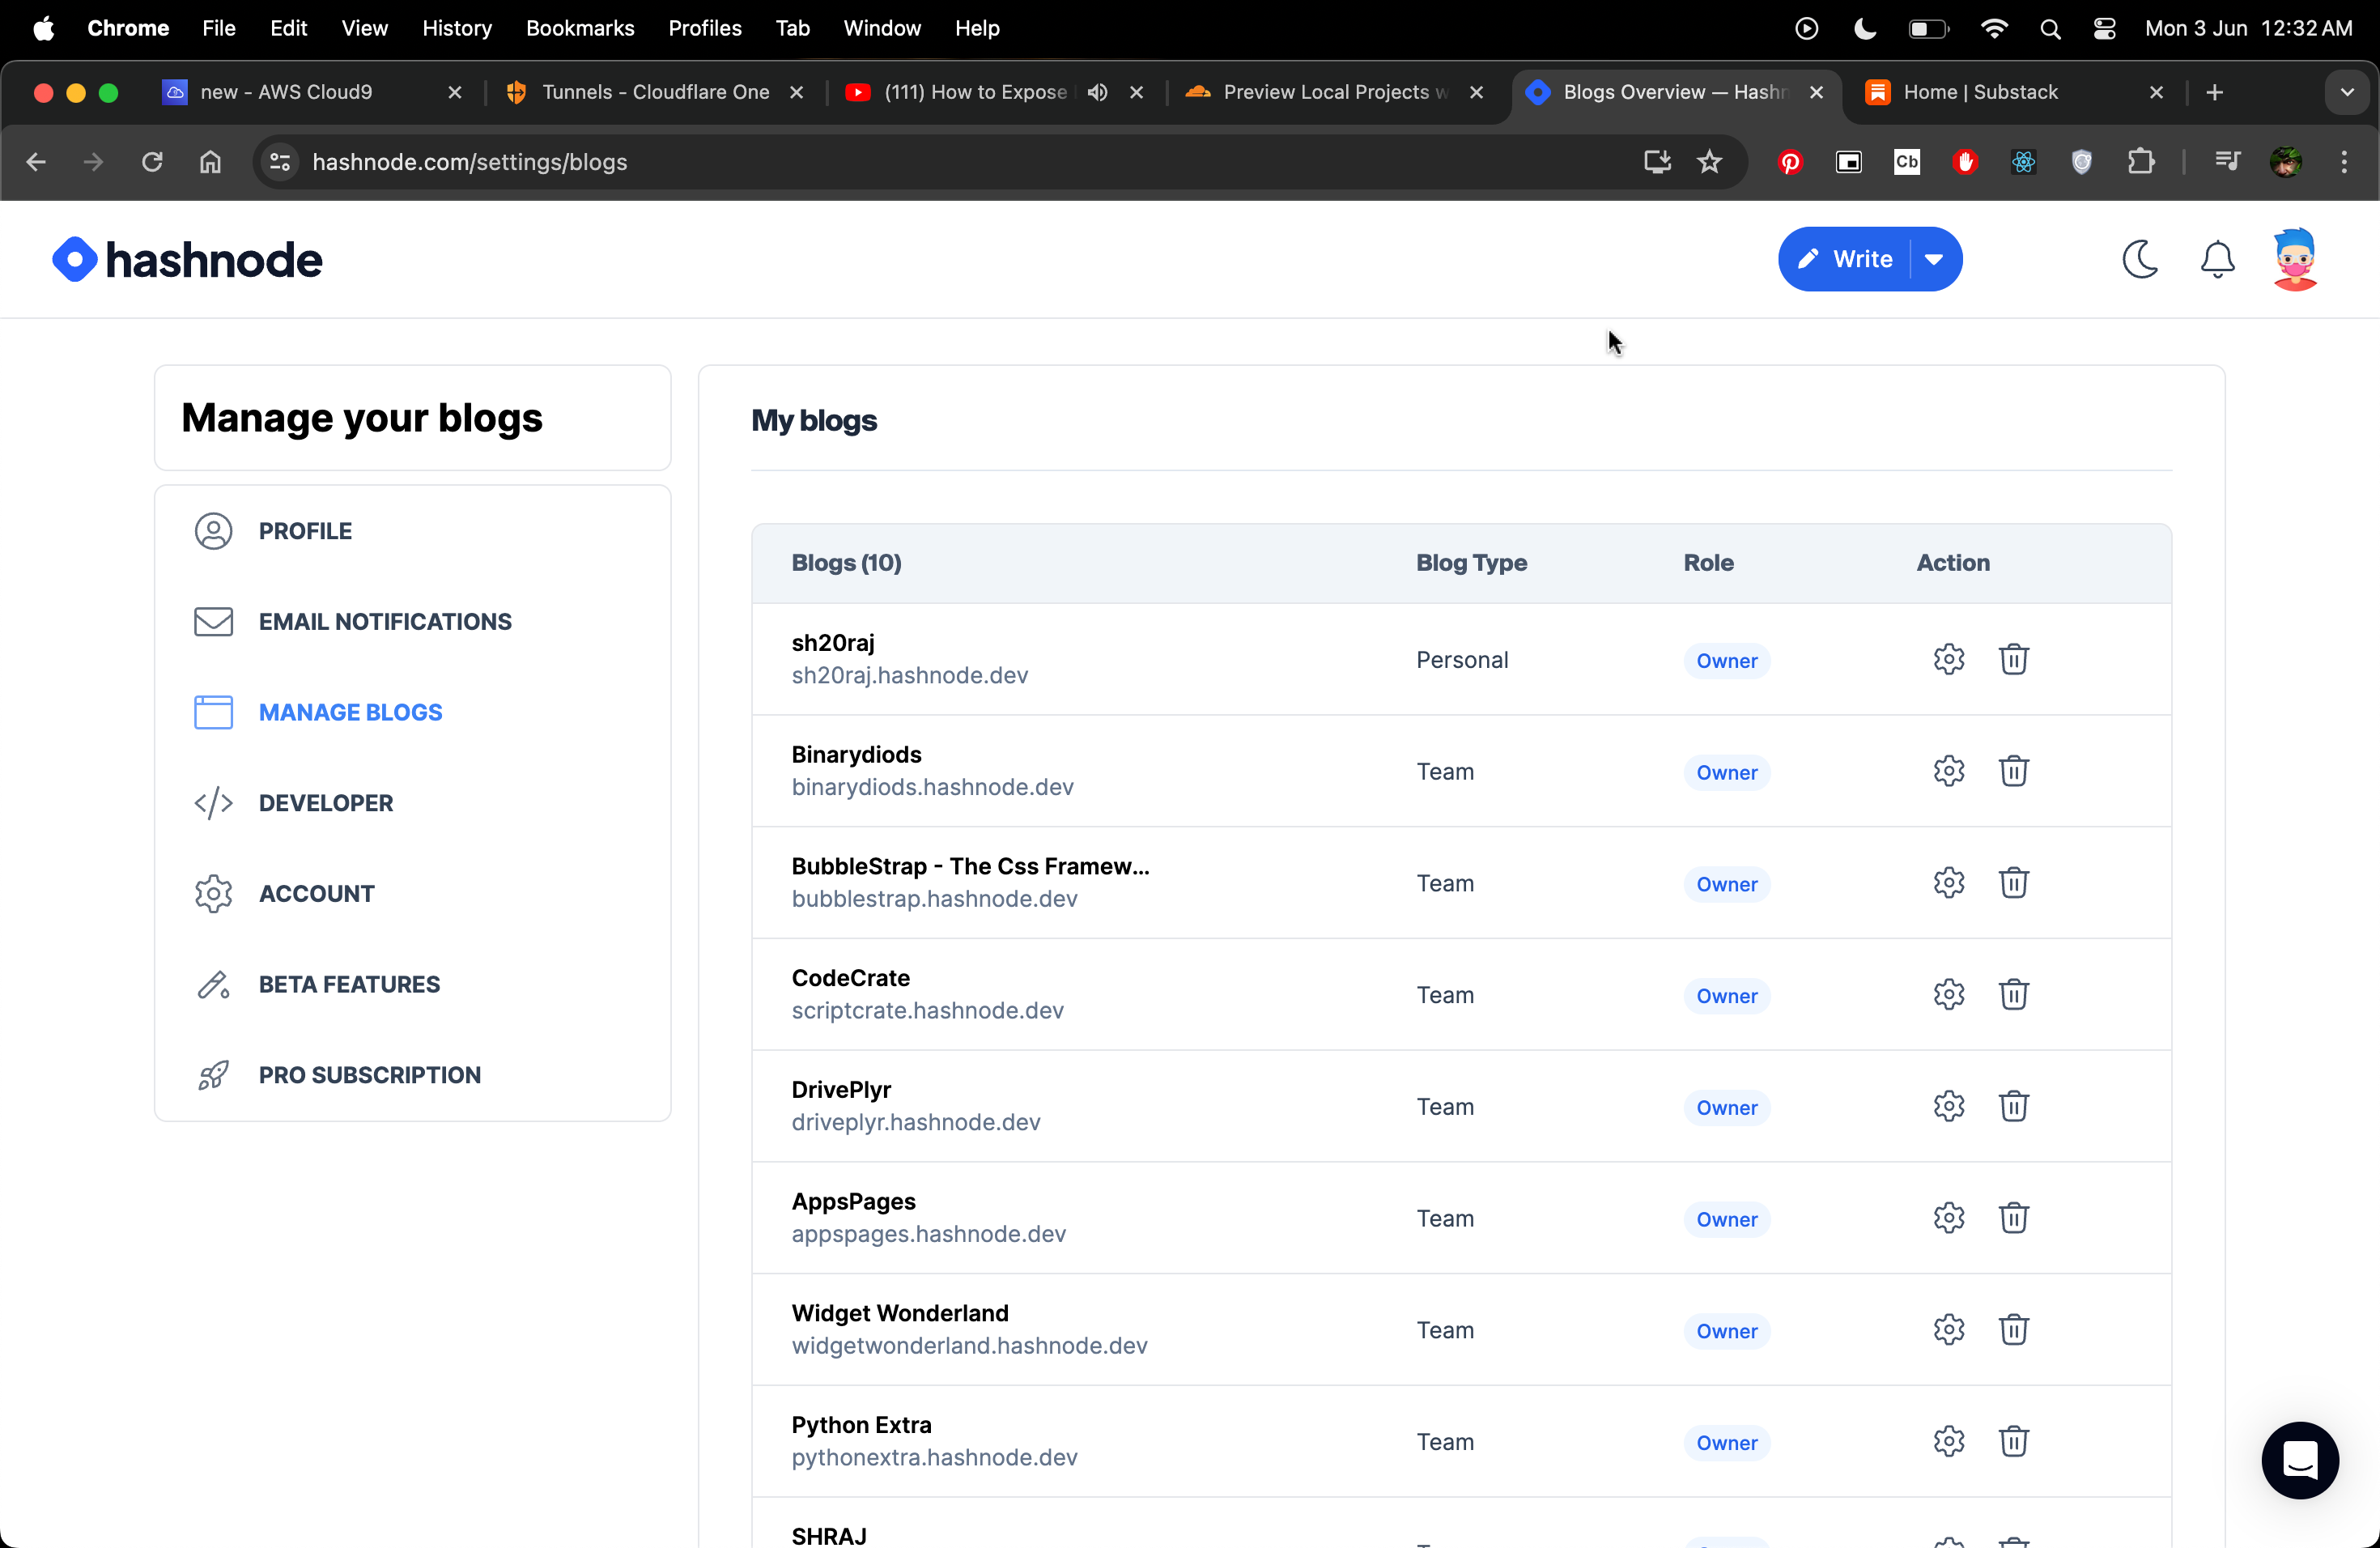 Chrome File Edit View History Bookmarks Profiles Tab Window Help Mon 3 Jun 12:32 AM
new - AWS Cloud9 Tunnels - Cloudflare One (111) How to Expose Preview Local Projects w Blogs Overview — Hashn Home | Substack
hashnode.com/settings/blogs Cb
hashnode Write
Manage your blogs
PROFILE
EMAIL NOTIFICATIONS
MANAGE BLOGS
DEVELOPER
ACCOUNT
BETA FEATURES
PRO SUBSCRIPTION
My blogs
Blogs (10) Blog Type Role Action
sh20raj
sh20raj.hashnode.dev
Personal Owner
Binarydiods
binarydiods.hashnode.dev
Team Owner
BubbleStrap - The Css Framew...
bubblestrap.hashnode.dev
Team Owner
CodeCrate
scriptcrate.hashnode.dev
Team Owner
DrivePlyr
driveplyr.hashnode.dev
Team Owner
AppsPages
appspages.hashnode.dev
Team Owner
Widget Wonderland
widgetwonderland.hashnode.dev
Team Owner
Python Extra
pythonextra.hashnode.dev
Team Owner
SHRAJ